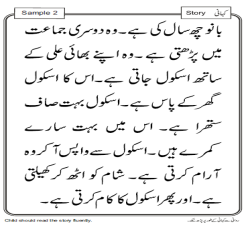 Sample 2
Story کہانی
بانو چھ سال کی ہے۔ وہ دوسری جماعت
میں پڑھتی ہے۔ وہ اپنے بھائی علی کے
ساتھ اسکول جاتی ہے۔ اس کا اسکول
گھر کے پاس ہے۔ اسکول بہت صاف
ستھرا ہے۔ اس میں بہت سارے
کمرے ہیں۔ اسکول سے واپس آ کر وہ
آرام کرتی ہے۔ شام کو اٹھ کر کھیلتی
ہے۔ اور پھر اسکول کا کام کرتی ہے۔
Child should read the story fluently.